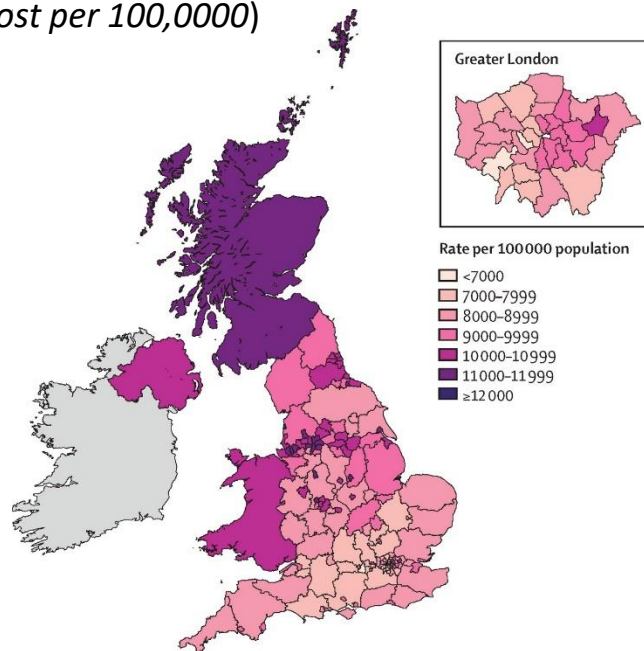 ost per 100,0000)
Greater London
Rate per 100 000 population
<7000
7000–7999
8000–8999
9000–9999
10 000–10 999
11 000–11 999
≥12 000